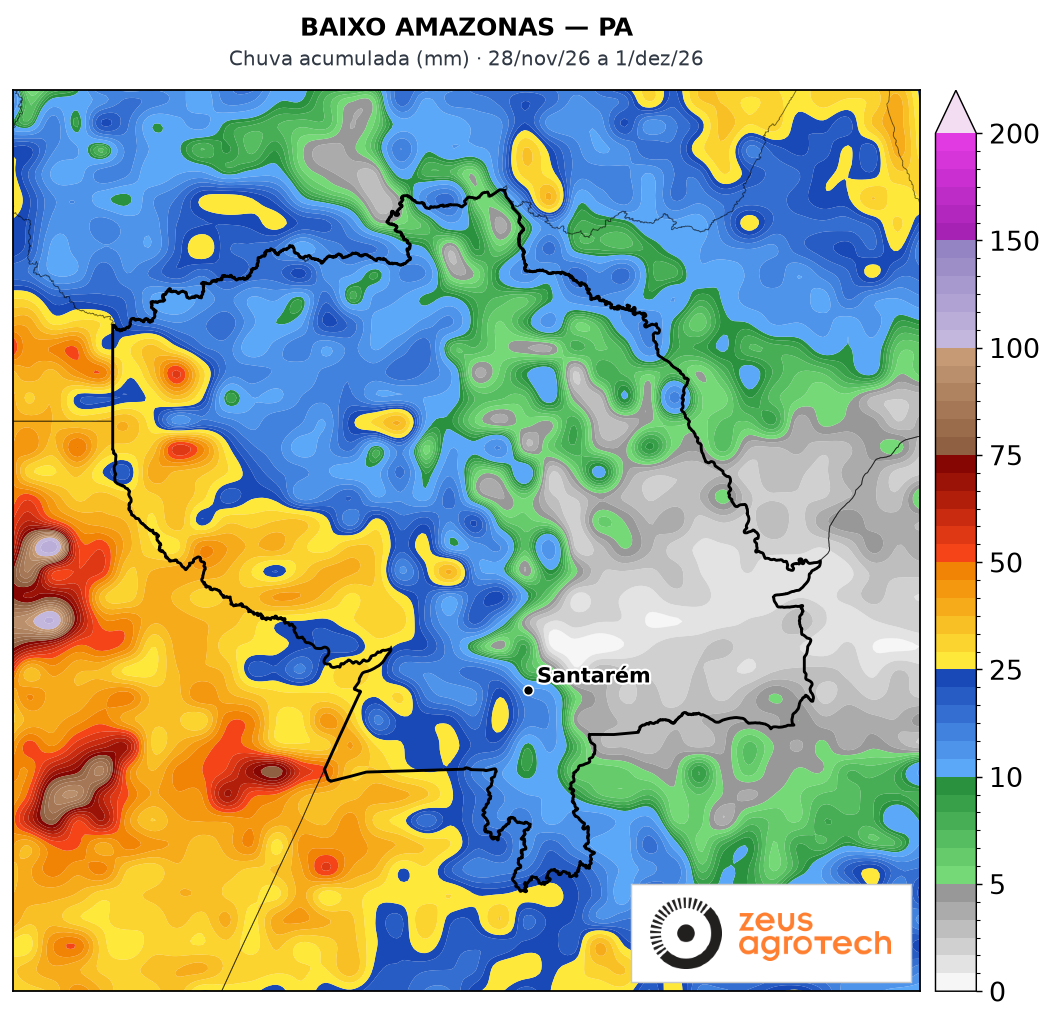 BAIXO AMAZONAS — PA
Chuva acumulada (mm) · 28/nov/26 a 1/dez/26
200
150
100
75
50
25
10
5
0
Santarém
zeus
agrotech